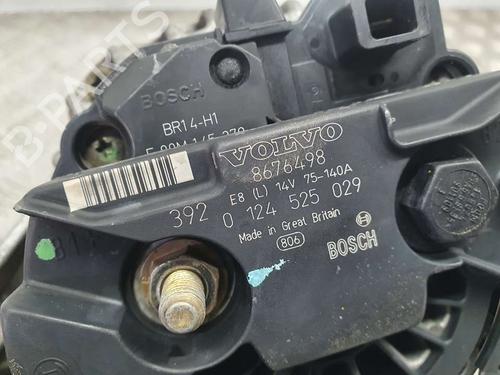 B-PARTS
BOSCH
BR14-H1
VOLVO
8676498
E8 (L) 14V 75-140A
392 0 124 525 029
Made in Great Britain
806
BOSCH